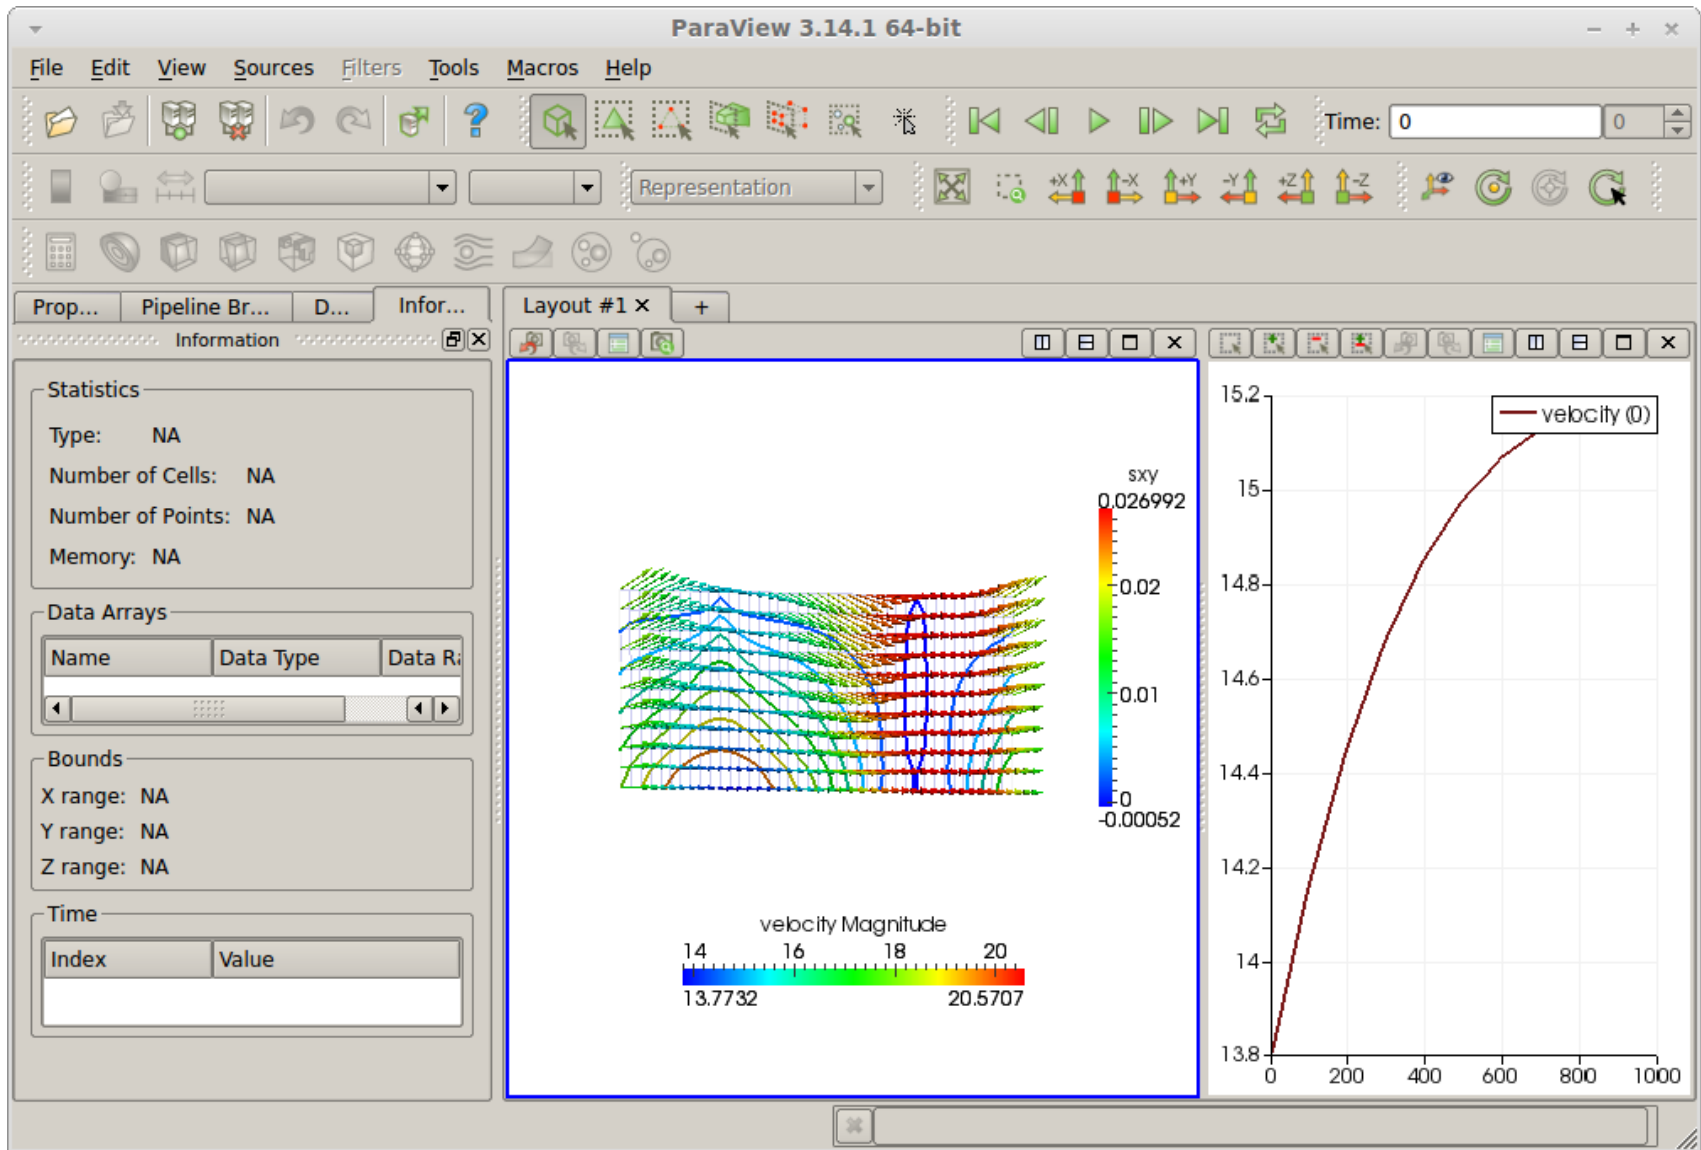 ParaView 3.14.1 64-bit
File Edit View Sources Filters Tools Macros Help
Time: 0 0
Representation
+X -X +Y -Y +Z -Z
Prop... Pipeline Br... D... Infor...
Layout #1 +
Information
Statistics
Type: NA
Number of Cells: NA
Number of Points: NA
Memory: NA
Data Arrays
Name Data Type Data Ra
Bounds
X range: NA
Y range: NA
Z range: NA
Time
Index Value
sxy
0.026992
0.02
0.01
0
-0.00052
velocity Magnitude
14 16 18 20
13.7732 20.5707
velocity (0)
15.2
15
14.8
14.6
14.4
14.2
14
13.8
0 200 400 600 800 1000